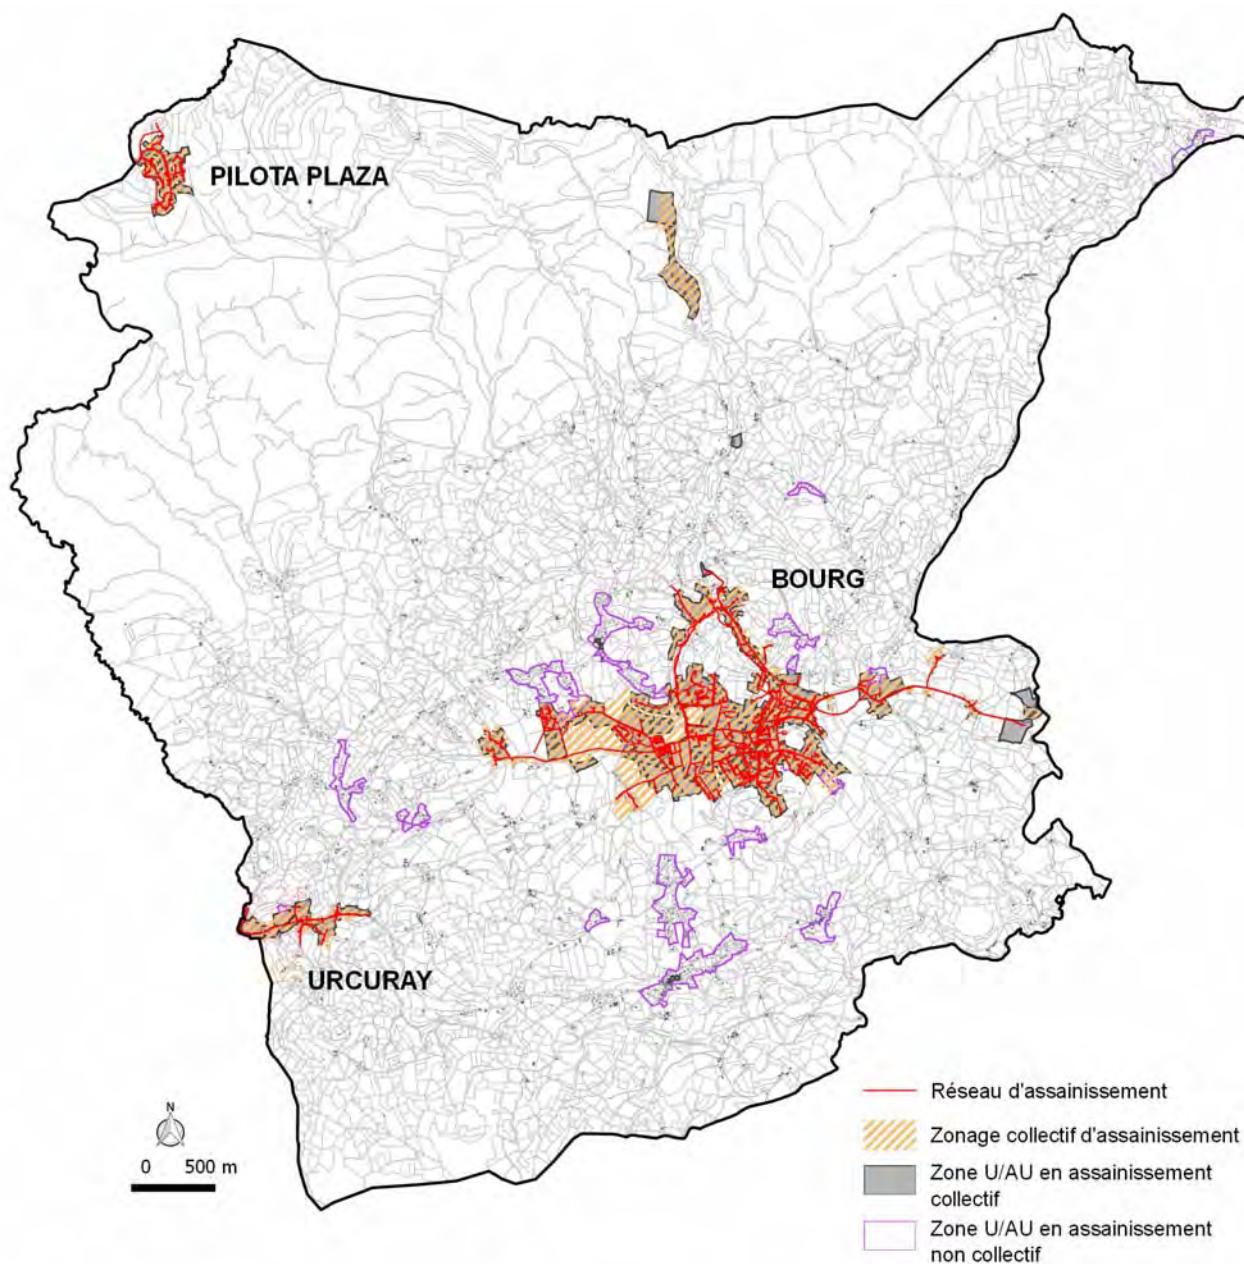 PILOTA PLAZA
BOURG
URCURAY
N
0 500 m
Réseau d'assainissement
Zonage collectif d'assainissement
Zone U/AU en assainissement
collectif
Zone U/AU en assainissement
non collectif